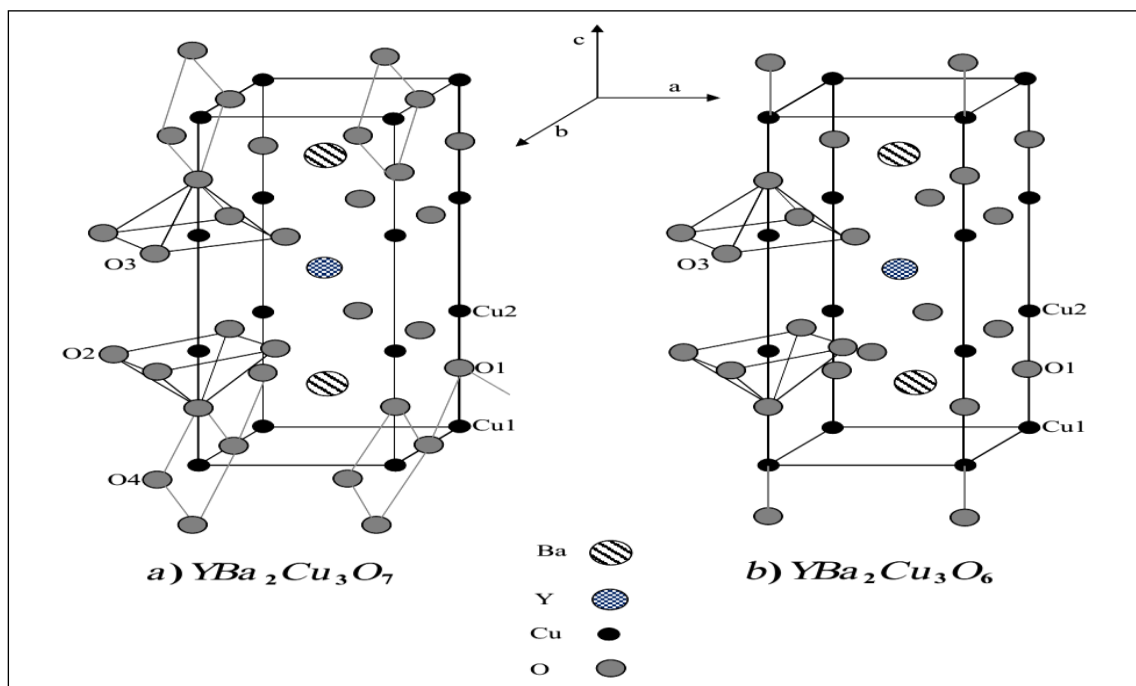 c
a
b
O3
O3
Cu2
Cu2
O2
O1
O1
Cu1
Cu1
O4
a) YBa₂Cu₃O₇
b) YBa₂Cu₃O₆
Ba
Y
Cu
O